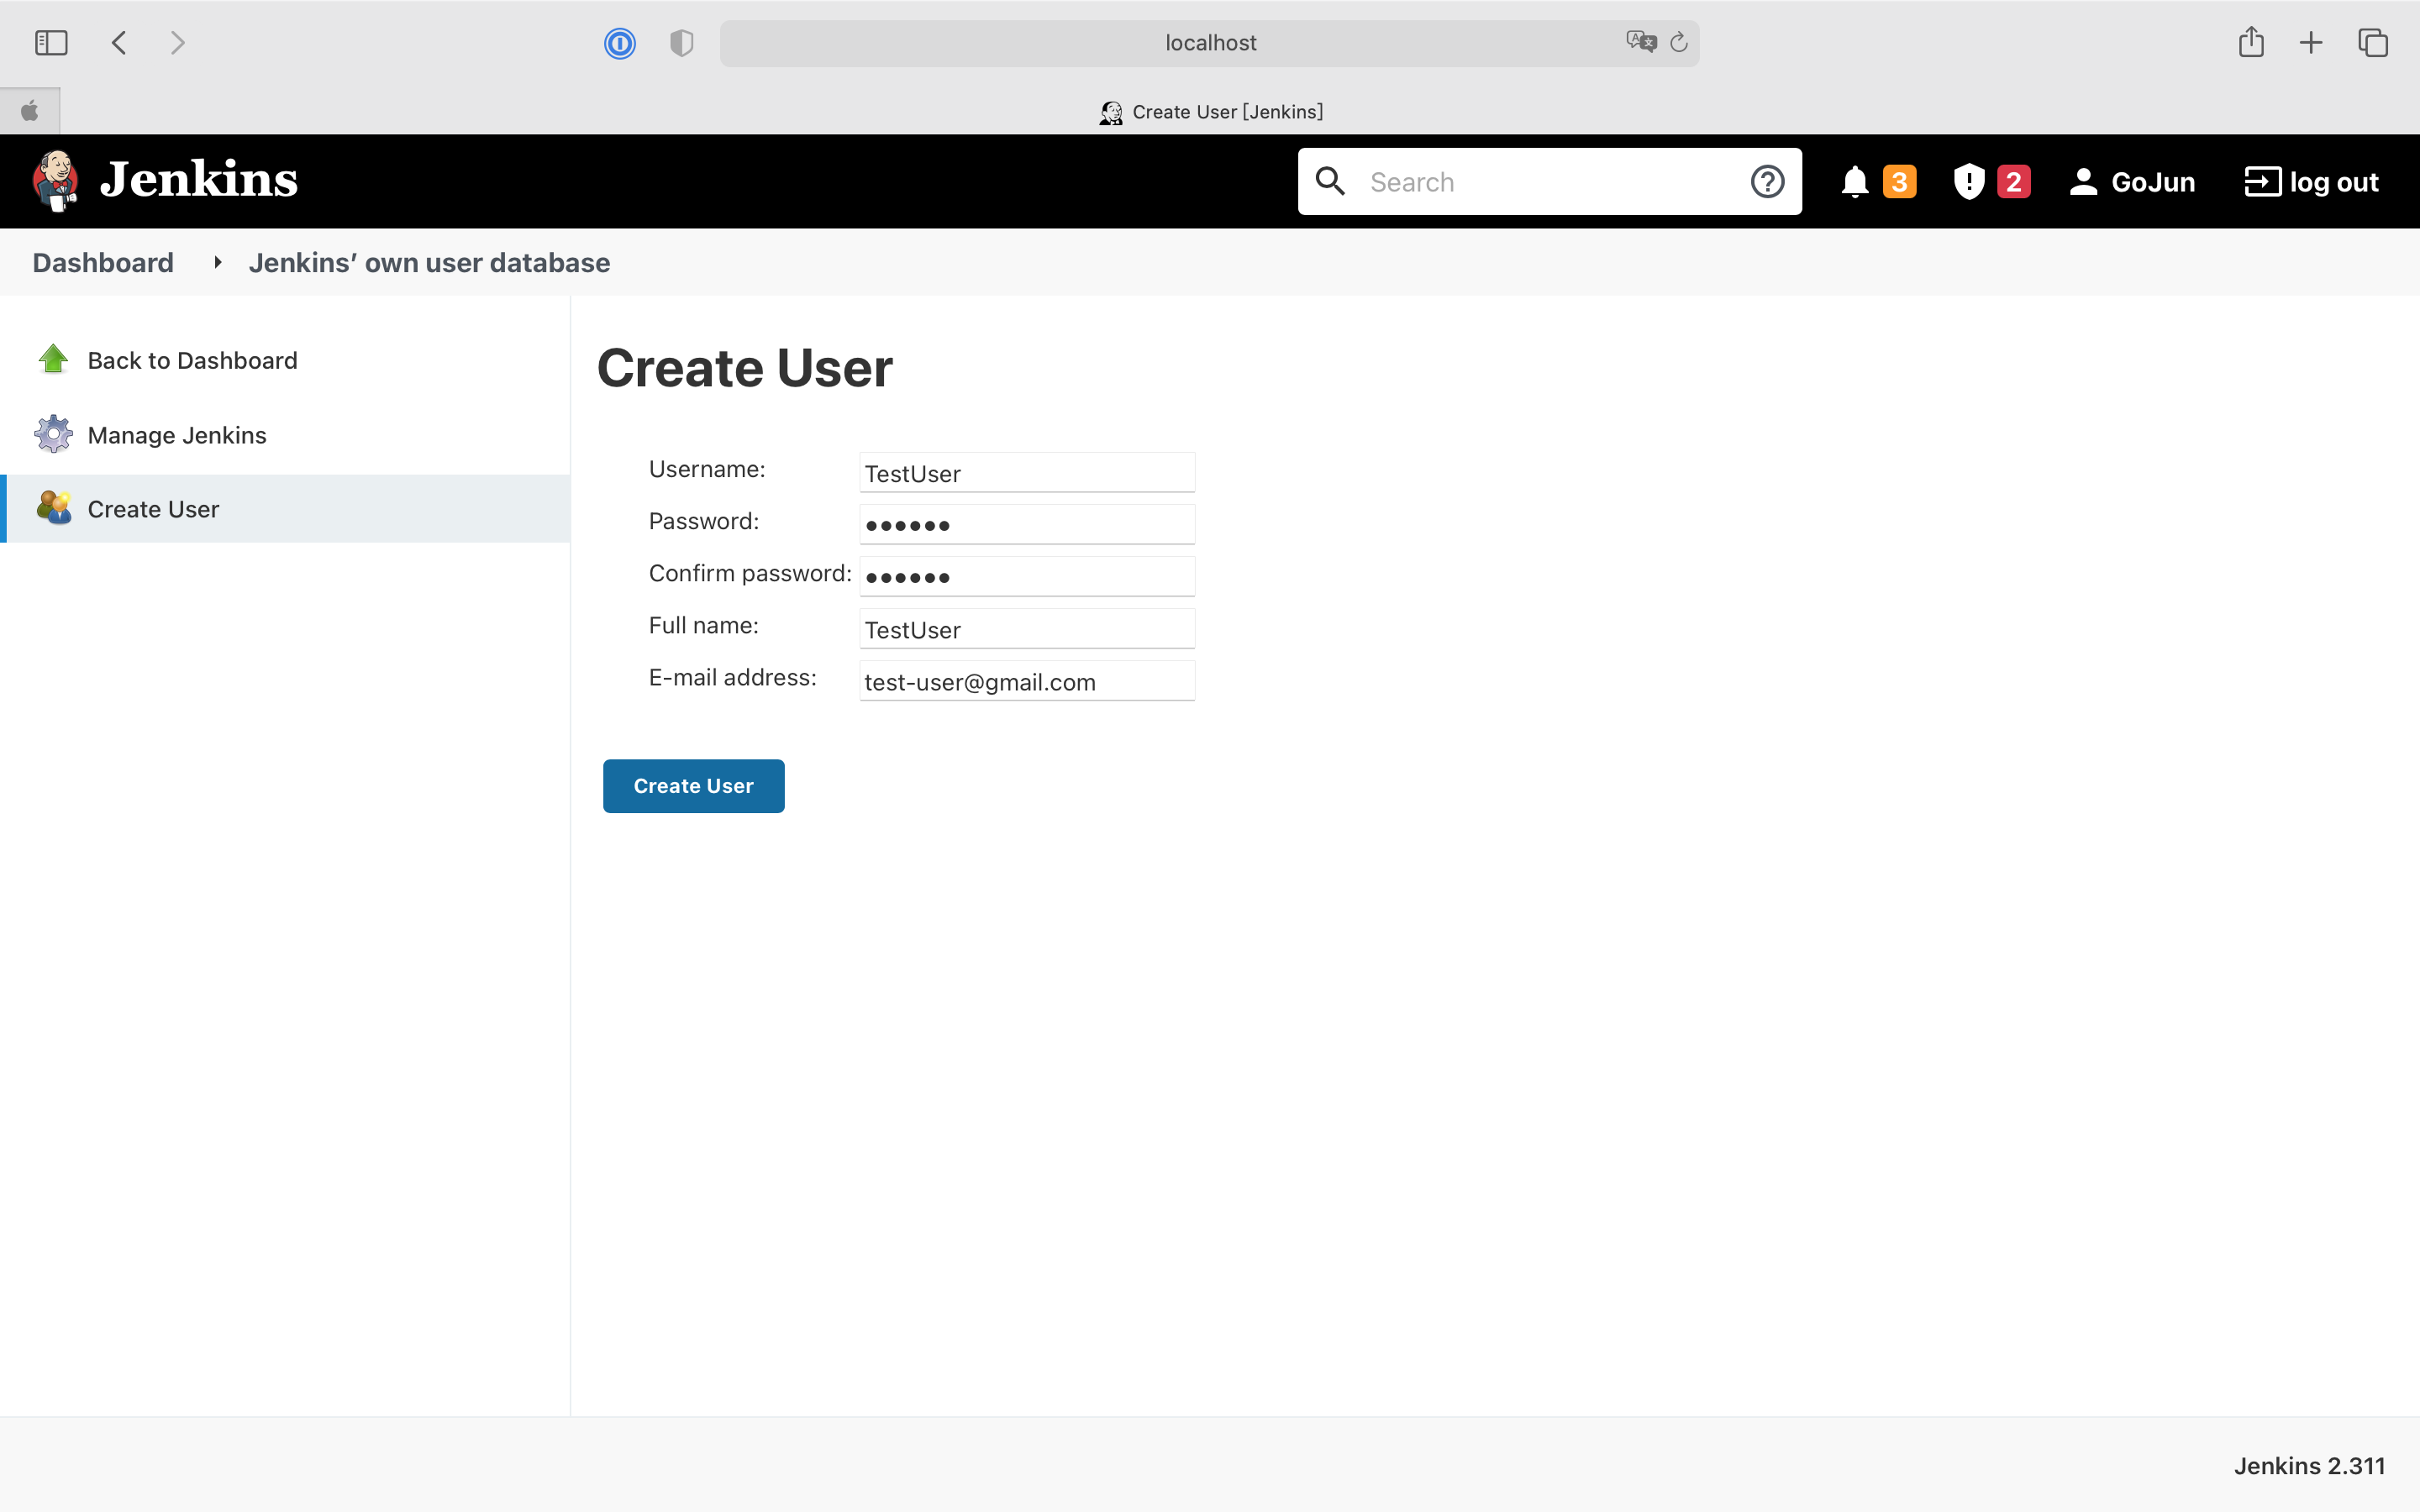 localhost
Create User [Jenkins]
Jenkins
Search
3
2
GoJun
log out
Dashboard
Jenkins’ own user database
Back to Dashboard
Manage Jenkins
Create User
Create User
Username:
TestUser
Password:
••••••
Confirm password:
••••••
Full name:
TestUser
E-mail address:
test-user@gmail.com
Create User
Jenkins 2.311